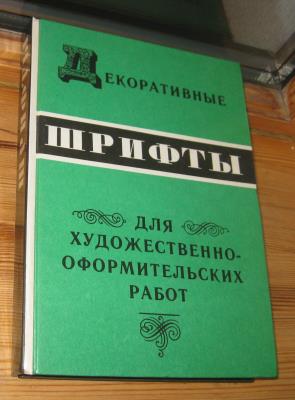 Декоративные
ШРИФТЫ
ДЛЯ
ХУДОЖЕСТВЕННО-
ОФОРМИТЕЛЬСКИХ
РАБОТ